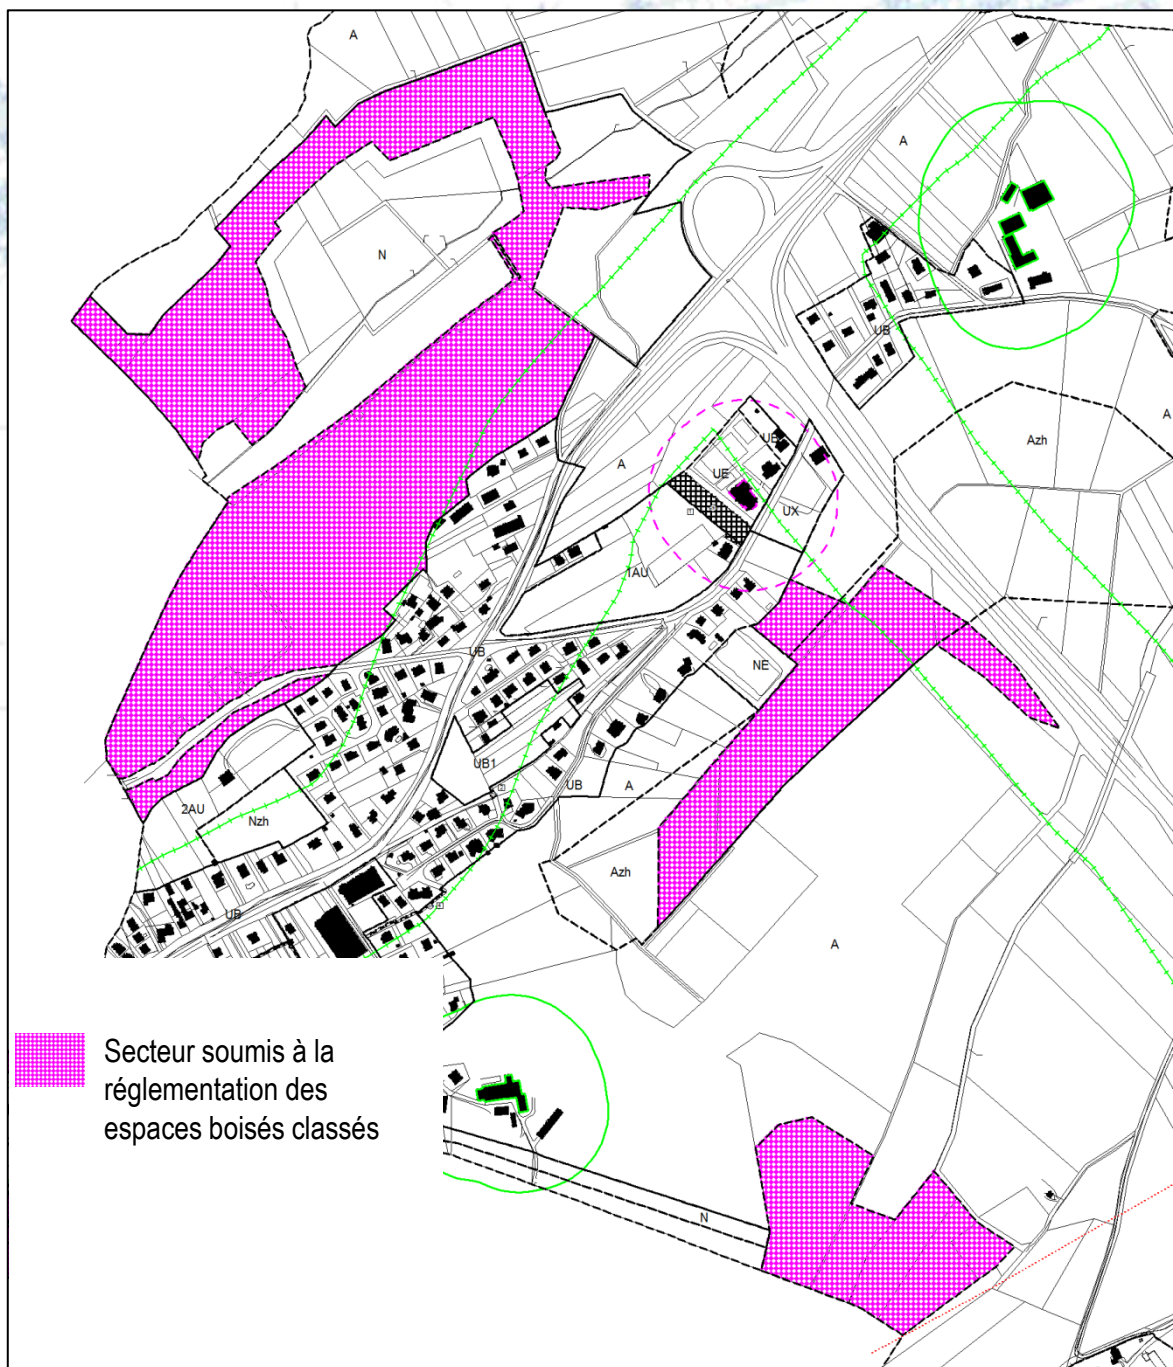 A
A
N
UB
A
Azh
UE
UE
A
UX
1AU
UB
NE
UB1
UB
A
2AU
Nzh
Azh
UB
A
Secteur soumis à la
réglementation des
espaces boisés classés
N